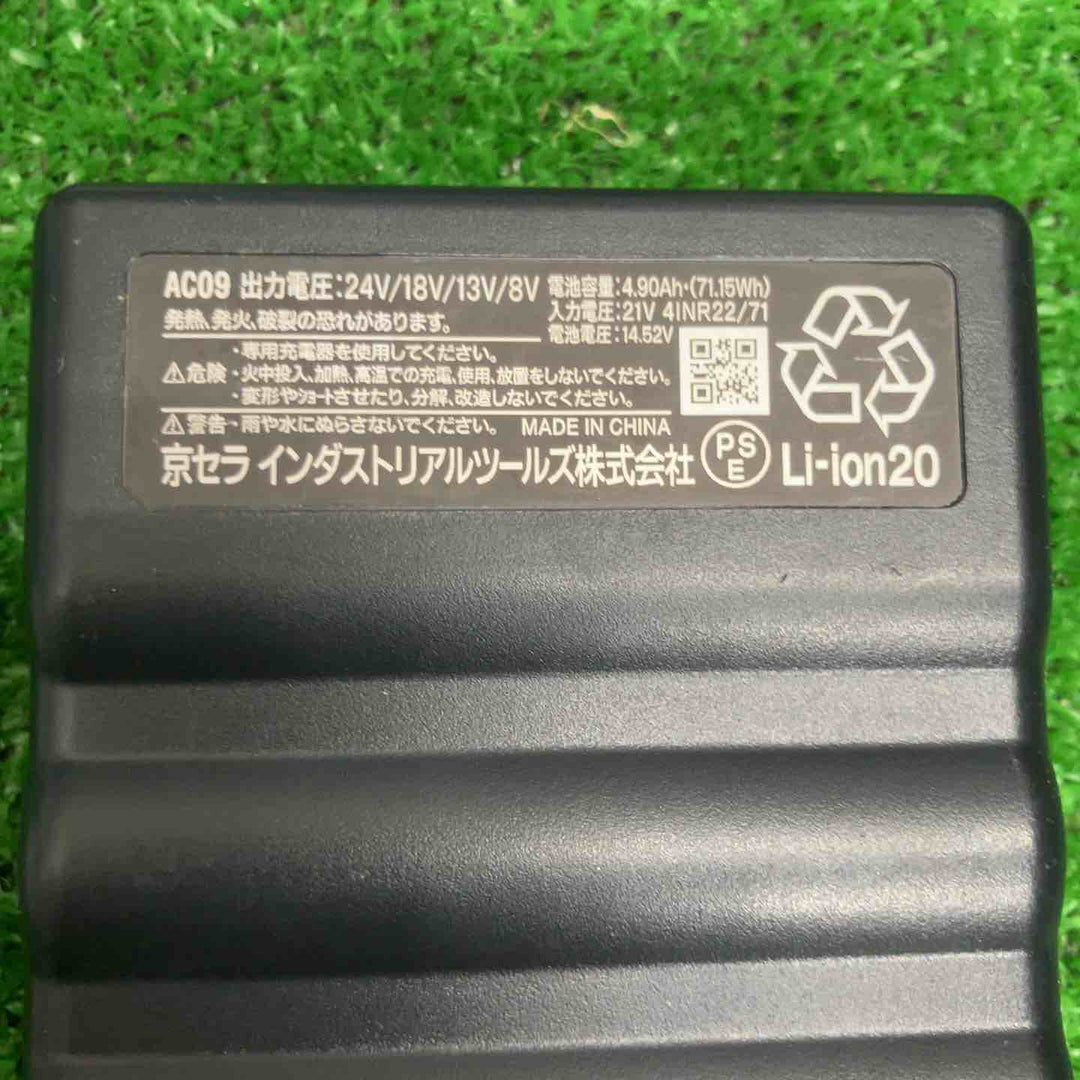 AC09 出力電圧:24V/18V/13V/8V 電池容量:4.90Ah・(71.15Wh)
発熱、発火、破裂の恐れがあります。 入力電圧:21V 4INR22/71
電池電圧:14.52V
・専用充電器を使用してください。
⚠危険 ・火中投入、加熱、高温での充電、使用、放置をしないでください。
・変形やショートさせたり、分解、改造しないでください。
⚠警告 ・雨や水にぬらさないでください。 MADE IN CHINA
京セラ インダストリアルツールズ株式会社 PSE Li-ion20